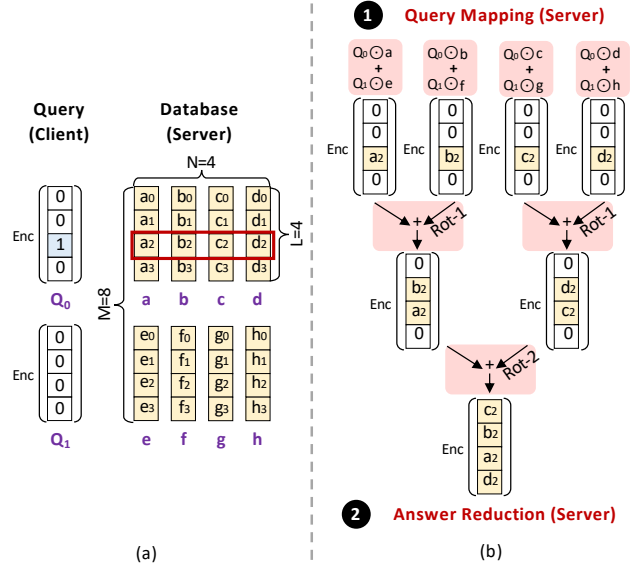 Query
(Client)
Database
(Server)
N=4
M=8
L=4
Enc
0
0
1
0
Q₀
a₀ b₀ c₀ d₀
a₁ b₁ c₁ d₁
a₂ b₂ c₂ d₂
a₃ b₃ c₃ d₃
a b c d
Enc
0
0
0
0
Q₁
e₀ f₀ g₀ h₀
e₁ f₁ g₁ h₁
e₂ f₂ g₂ h₂
e₃ f₃ g₃ h₃
e f g h
(a)
1 Query Mapping (Server)
Q₀⊙a Q₀⊙b Q₀⊙c Q₀⊙d
+ + + +
Q₁⊙e Q₁⊙f Q₁⊙g Q₁⊙h
0 0 0 0
0 0 0 0
Enc a₂ Enc b₂ Enc c₂ Enc d₂
0 0 0 0
+ Rot-1 + Rot-1
0 0
b₂ d₂
Enc a₂ Enc c₂
0 0
+ Rot-2
c₂
b₂
Enc a₂
d₂
2 Answer Reduction (Server)
(b)